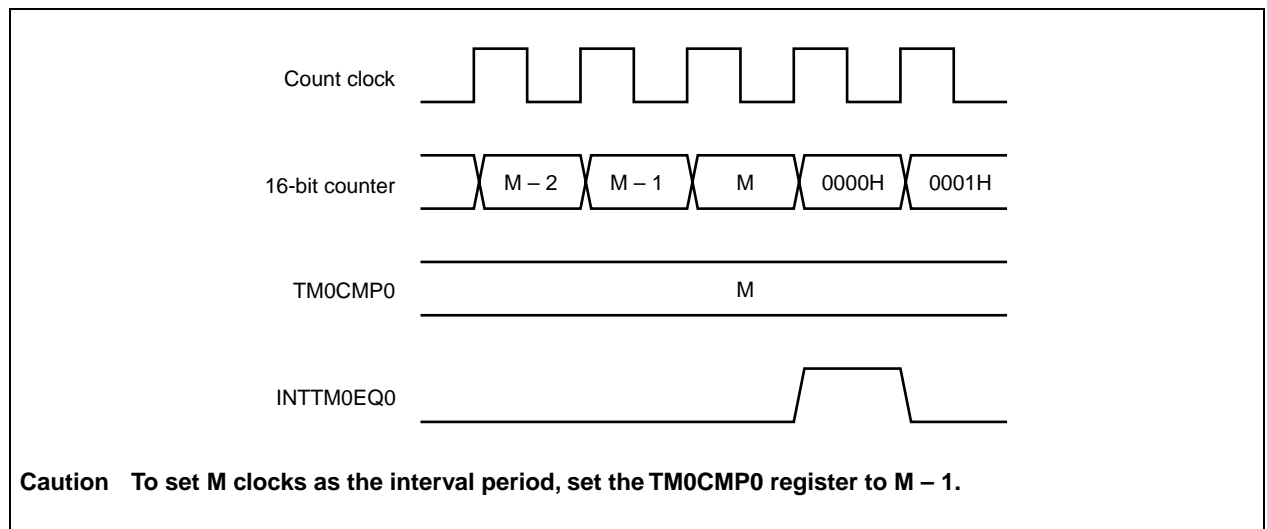 Count clock
16-bit counter M – 2 M – 1 M 0000H 0001H
TM0CMP0 M
INTTM0EQ0
Caution To set M clocks as the interval period, set the TM0CMP0 register to M – 1.